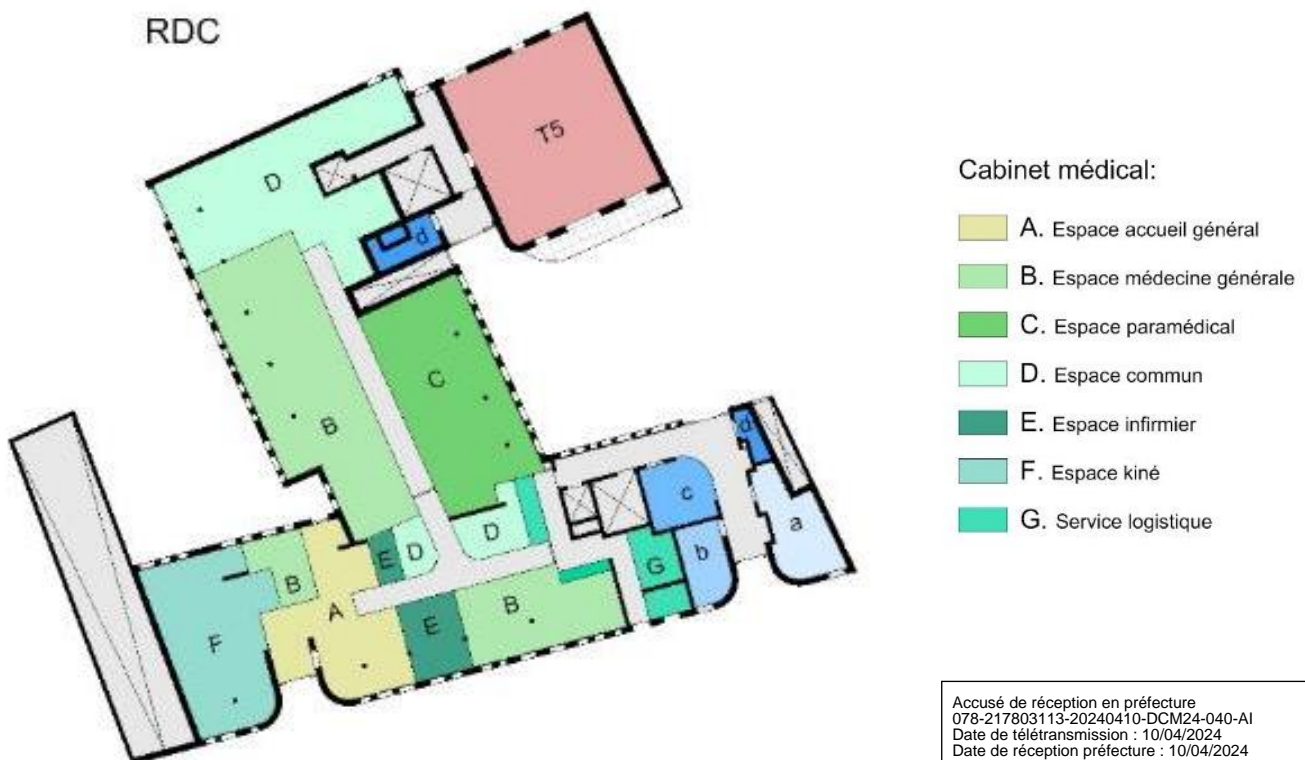 RDC
T5
D
d
C
B
d
c
a
D
E
D
b
G
B
A
B
E
F
Cabinet médical:
A. Espace accueil général
B. Espace médecine générale
C. Espace paramédical
D. Espace commun
E. Espace infirmier
F. Espace kiné
G. Service logistique
Accusé de réception en préfecture
078-217803113-20240410-DCM24-040-AI
Date de télétransmission : 10/04/2024
Date de réception préfecture : 10/04/2024